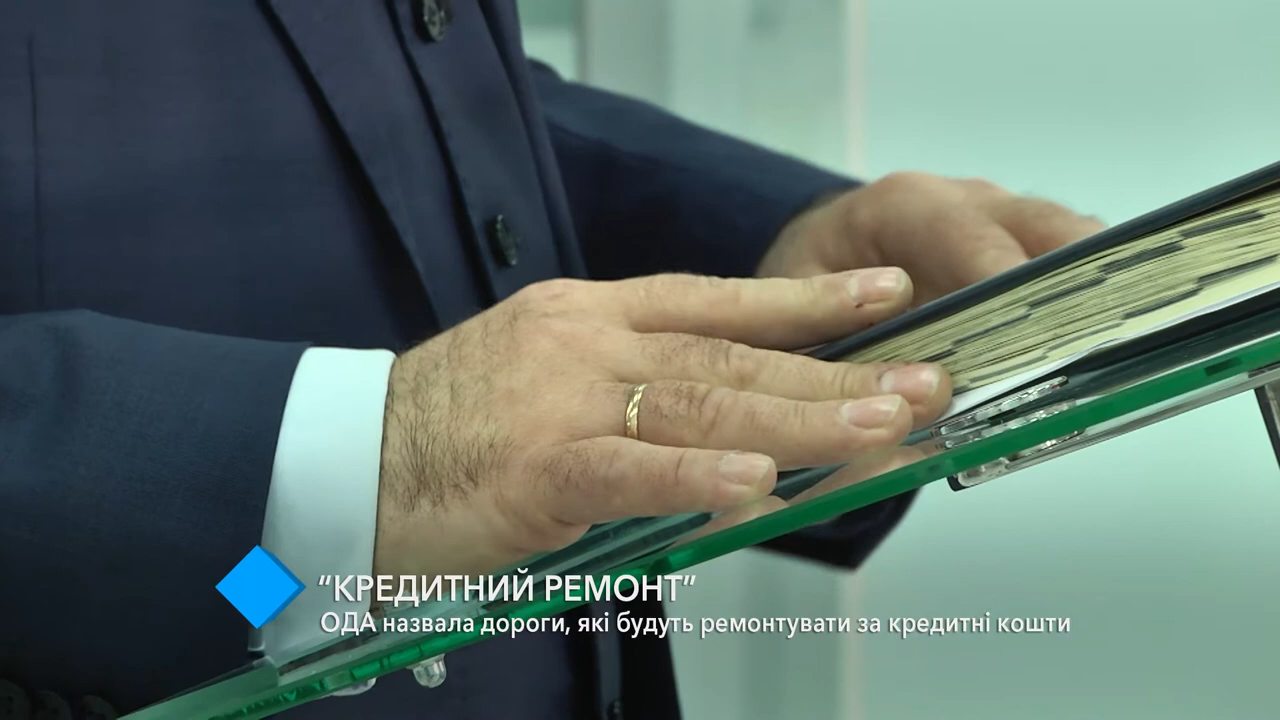 “КРЕДИТНИЙ РЕМОНТ”
ОДА назвала дороги, які будуть ремонтувати за кредитні кошти